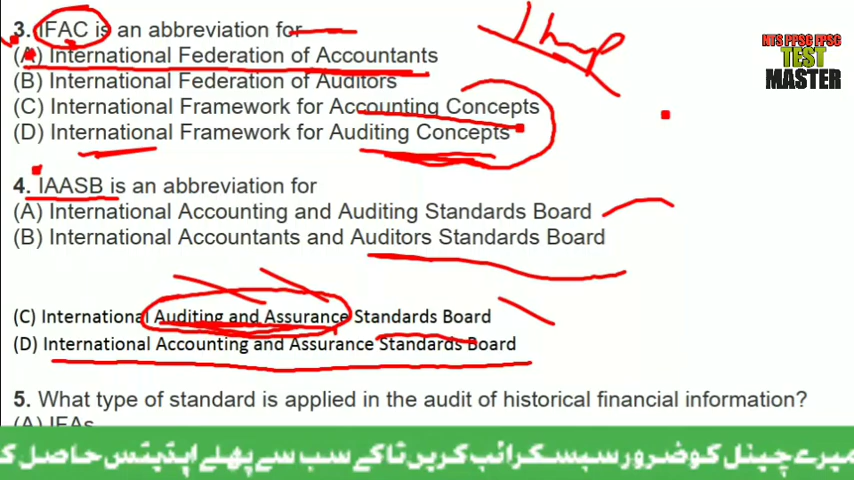 3. IFAC is an abbreviation for
(A) International Federation of Accountants
(B) International Federation of Auditors
(C) International Framework for Accounting Concepts
(D) International Framework for Auditing Concepts
NTS PPSC FPSC
TEST
MASTER
4. IAASB is an abbreviation for
(A) International Accounting and Auditing Standards Board
(B) International Accountants and Auditors Standards Board
(C) International Auditing and Assurance Standards Board
(D) International Accounting and Assurance Standards Board
5. What type of standard is applied in the audit of historical financial information?
(A) IFAs
میرے چینل کو ضرور سبسکرائب کریں تاکے سب سے پہلے اپڈیٹس حاصل